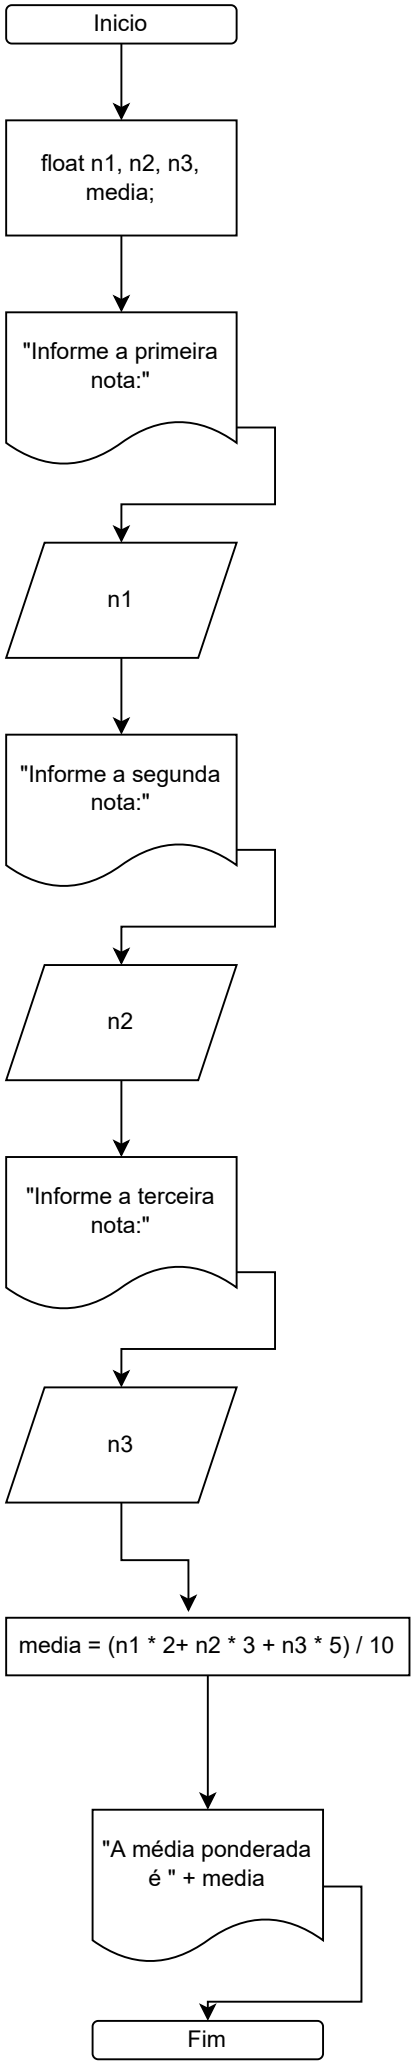 Inicio
float n1, n2, n3,
media;
"Informe a primeira
nota:"
n1
"Informe a segunda
nota:"
n2
"Informe a terceira
nota:"
n3
media = (n1 * 2+ n2 * 3 + n3 * 5) / 10
"A média ponderada
é " + media
Fim